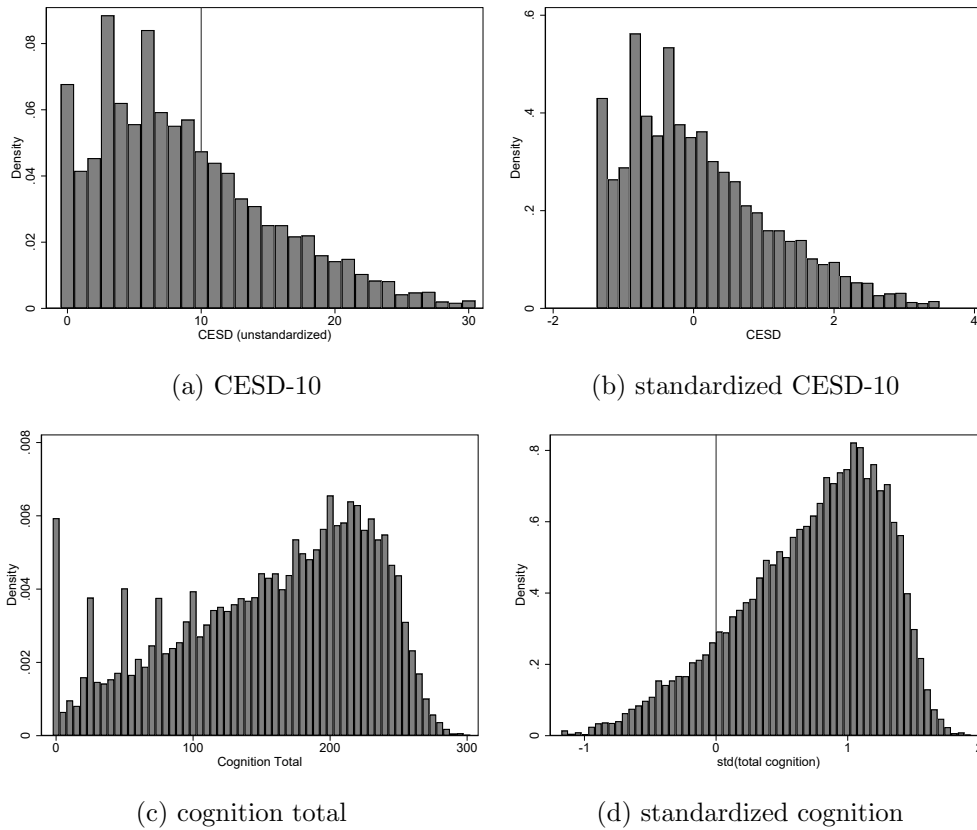 Density
0 .02 .04 .06 .08
0 10 20 30
CESD (unstandardized)
(a) CESD-10
Density
0 .2 .4 .6
-2 0 2 4
CESD
(b) standardized CESD-10
Density
0 .002 .004 .006 .008
0 100 200 300
Cognition Total
(c) cognition total
Density
0 .2 .4 .6 .8
-1 0 1 2
std(total cognition)
(d) standardized cognition